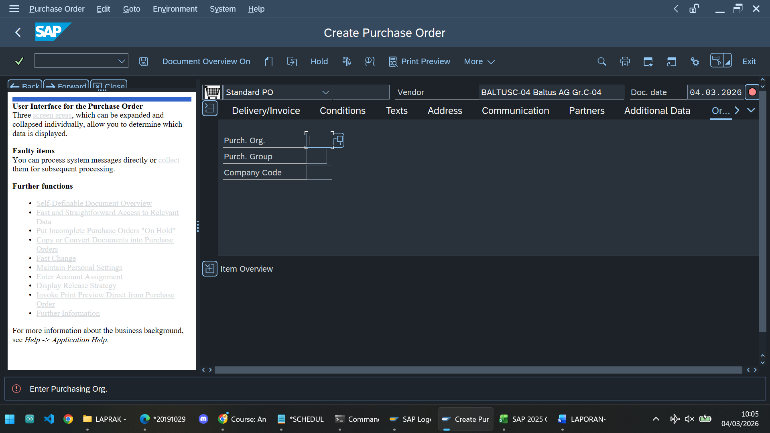 Purchase Order Edit Goto Environment System Help
SAP Create Purchase Order
Document Overview On Hold Print Preview More Exit
Back Forward Close
User Interface for the Purchase Order
Three screen areas, which can be expanded and
collapsed individually, allow you to determine which
data is displayed.
Faulty items
You can process system messages directly or collect
them for subsequent processing.
Further functions
• Self-Definable Document Overview
• Fast and Straightforward Access to Relevant
Data
• Put Incomplete Purchase Orders "On Hold"
• Copy or Convert Documents into Purchase
Orders
• Fast Change
• Maintain Personal Settings
• Enter Account Assignment
• Display Release Strategy
• Invoke Print Preview Direct from Purchase
Order
• Further Information
For more information about the business background,
see Help -> Application Help.
Standard PO Vendor BALTUSC-04 Baltus AG Gr.C-04 Doc. date 04.03.2026
Delivery/Invoice Conditions Texts Address Communication Partners Additional Data Or...
Purch. Org.
Purch. Group
Company Code
Item Overview
Enter Purchasing Org.
LAPRAK - *20191029 Course: An *SCHEDUL Comman SAP Log Create Pur SAP 2025 LAPORAN-
10:05
04/03/2026